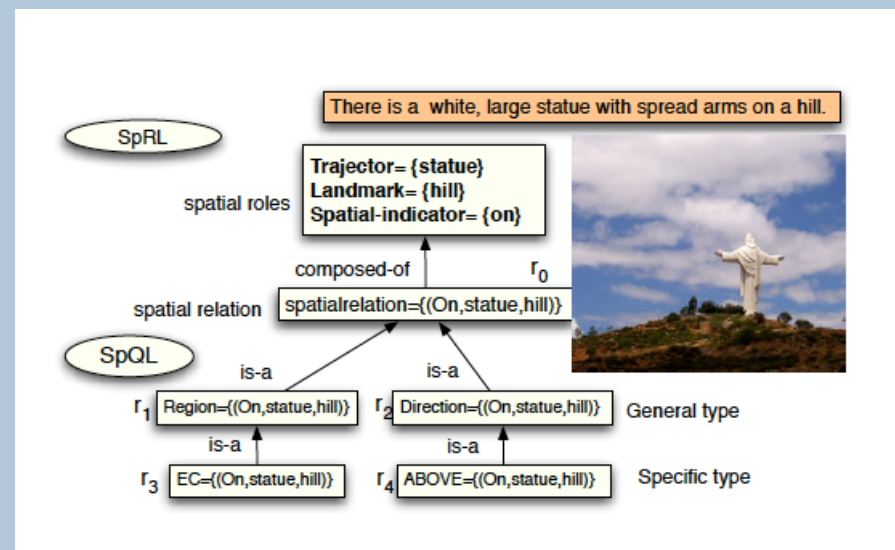 There is a white, large statue with spread arms on a hill.
SpRL
spatial roles
Trajector= {statue}
Landmark= {hill}
Spatial-indicator= {on}
composed-of
r0
spatial relation
spatialrelation={(On,statue,hill)}
SpQL
is-a is-a
r1 Region={(On,statue,hill)} r2 Direction={(On,statue,hill)} General type
is-a is-a
r3 EC={(On,statue,hill)} r4 ABOVE={(On,statue,hill)} Specific type